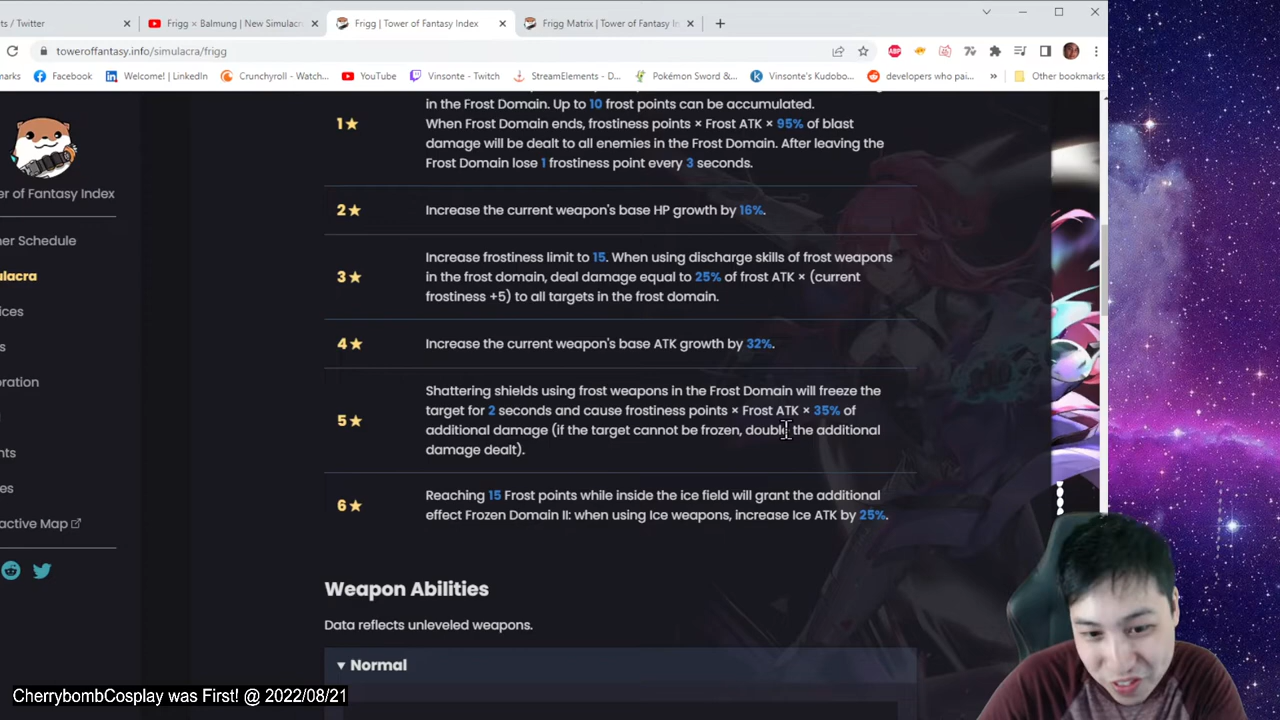 ts / Twitter
Frigg × Balmung | New Simulacr
Frigg | Tower of Fantasy Index
Frigg Matrix | Tower of Fantasy In
toweroffantasy.info/simulacra/frigg
marks
Facebook
Welcome! | LinkedIn
Crunchyroll - Watch...
YouTube
Vinsonte - Twitch
StreamElements - D...
Pokémon Sword &...
Vinsonte's Kudobo...
developers who pai...
»
Other bookmarks
in the Frost Domain. Up to 10 frost points can be accumulated.
1★
When Frost Domain ends, frostiness points × Frost ATK × 95% of blast
damage will be dealt to all enemies in the Frost Domain. After leaving the
Frost Domain lose 1 frostiness point every 3 seconds.
er of Fantasy Index
2★
Increase the current weapon's base HP growth by 16%.
ner Schedule
ulacra
Increase frostiness limit to 15. When using discharge skills of frost weapons
3★
in the frost domain, deal damage equal to 25% of frost ATK × (current
frostiness +5) to all targets in the frost domain.
ices
s
4★
Increase the current weapon's base ATK growth by 32%.
oration
Shattering shields using frost weapons in the Frost Domain will freeze the
target for 2 seconds and cause frostiness points × Frost ATK × 35% of
5★
additional damage (if the target cannot be frozen, double the additional
damage dealt).
nts
es
6★
Reaching 15 Frost points while inside the ice field will grant the additional
effect Frozen Domain II: when using Ice weapons, increase Ice ATK by 25%.
active Map
Weapon Abilities
Data reflects unleveled weapons.
Normal
CherrybombCosplay was First! @ 2022/08/21